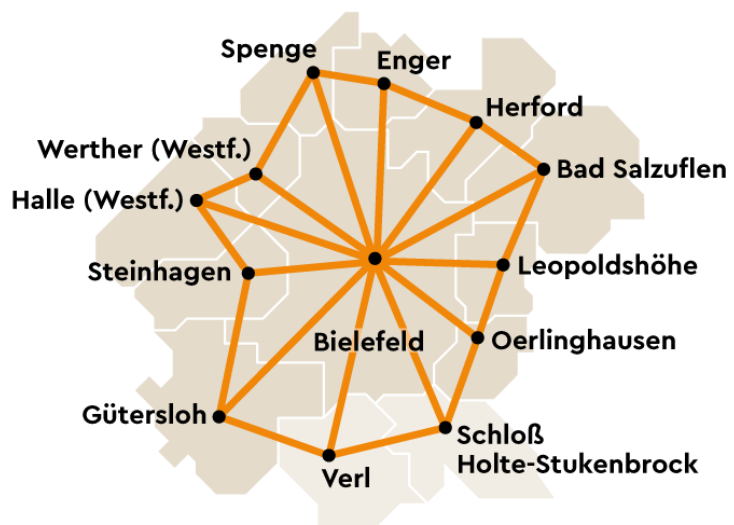 Spenge
Enger
Herford
Werther (Westf.)
Bad Salzuflen
Halle (Westf.)
Steinhagen
Leopoldshöhe
Bielefeld
Oerlinghausen
Gütersloh
Schloß
Holte-Stukenbrock
Verl